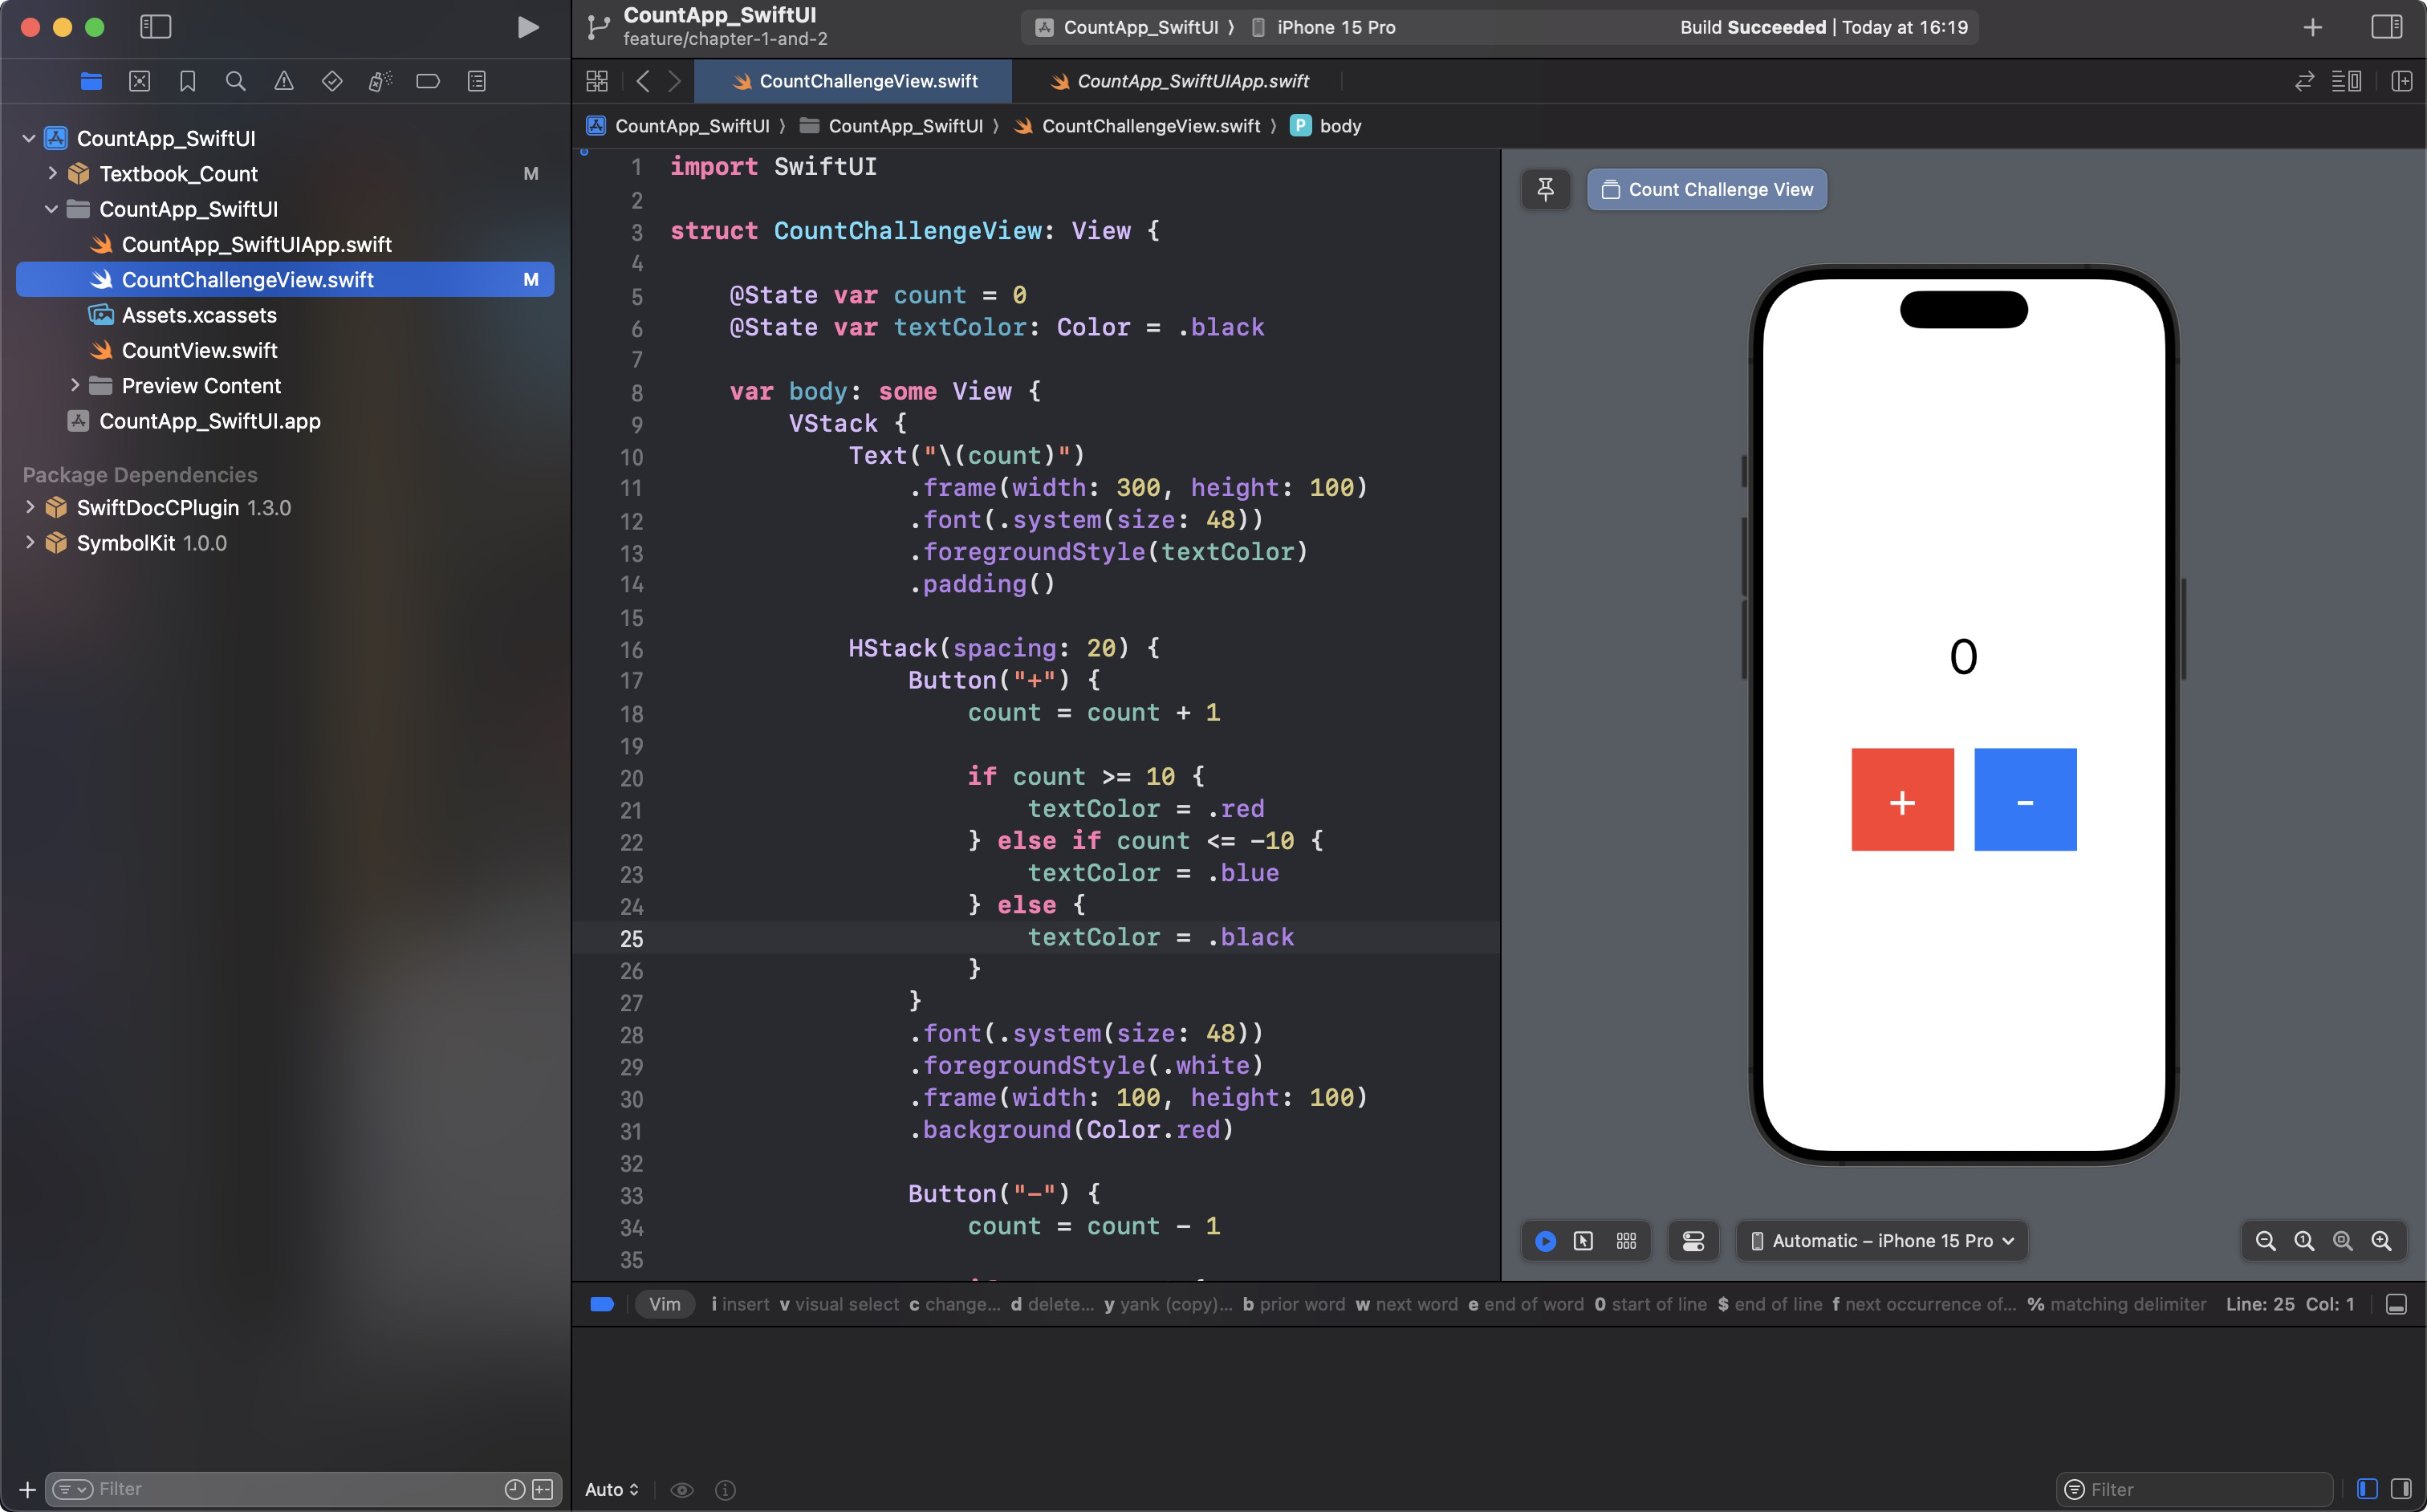 CountApp_SwiftUI
feature/chapter-1-and-2
CountApp_SwiftUI ⟩ iPhone 15 Pro
Build Succeeded | Today at 16:19
CountChallengeView.swift
CountApp_SwiftUIApp.swift
CountApp_SwiftUI ⟩ CountApp_SwiftUI ⟩ CountChallengeView.swift ⟩ P body
CountApp_SwiftUI
Textbook_Count M
CountApp_SwiftUI
CountApp_SwiftUIApp.swift
CountChallengeView.swift M
Assets.xcassets
CountView.swift
Preview Content
CountApp_SwiftUI.app
Package Dependencies
SwiftDocCPlugin 1.3.0
SymbolKit 1.0.0
Filter
1 import SwiftUI
2
3 struct CountChallengeView: View {
4
5 @State var count = 0
6 @State var textColor: Color = .black
7
8 var body: some View {
9 VStack {
10 Text("\(count)")
11 .frame(width: 300, height: 100)
12 .font(.system(size: 48))
13 .foregroundStyle(textColor)
14 .padding()
15
16 HStack(spacing: 20) {
17 Button("+") {
18 count = count + 1
19
20 if count >= 10 {
21 textColor = .red
22 } else if count <= -10 {
23 textColor = .blue
24 } else {
25 textColor = .black
26 }
27 }
28 .font(.system(size: 48))
29 .foregroundStyle(.white)
30 .frame(width: 100, height: 100)
31 .background(Color.red)
32
33 Button("-") {
34 count = count - 1
35
Count Challenge View
0
+ -
Automatic – iPhone 15 Pro
Vim i insert v visual select c change... d delete... y yank (copy)... b prior word w next word e end of word 0 start of line $ end of line f next occurrence of... % matching delimiter Line: 25 Col: 1
Auto
Filter